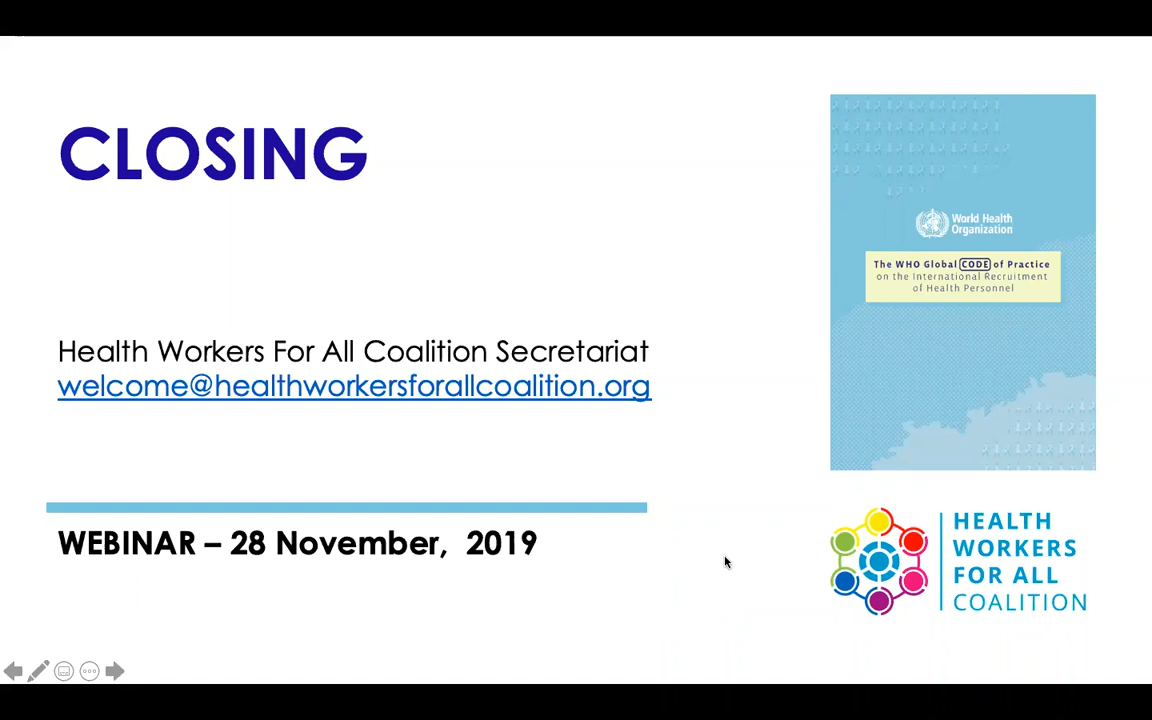 CLOSING
World Health
Organization
The WHO Global CODE of Practice
on the International Recruitment
of Health Personnel
Health Workers For All Coalition Secretariat
welcome@healthworkersforallcoalition.org
WEBINAR – 28 November, 2019
HEALTH
WORKERS
FOR ALL
COALITION